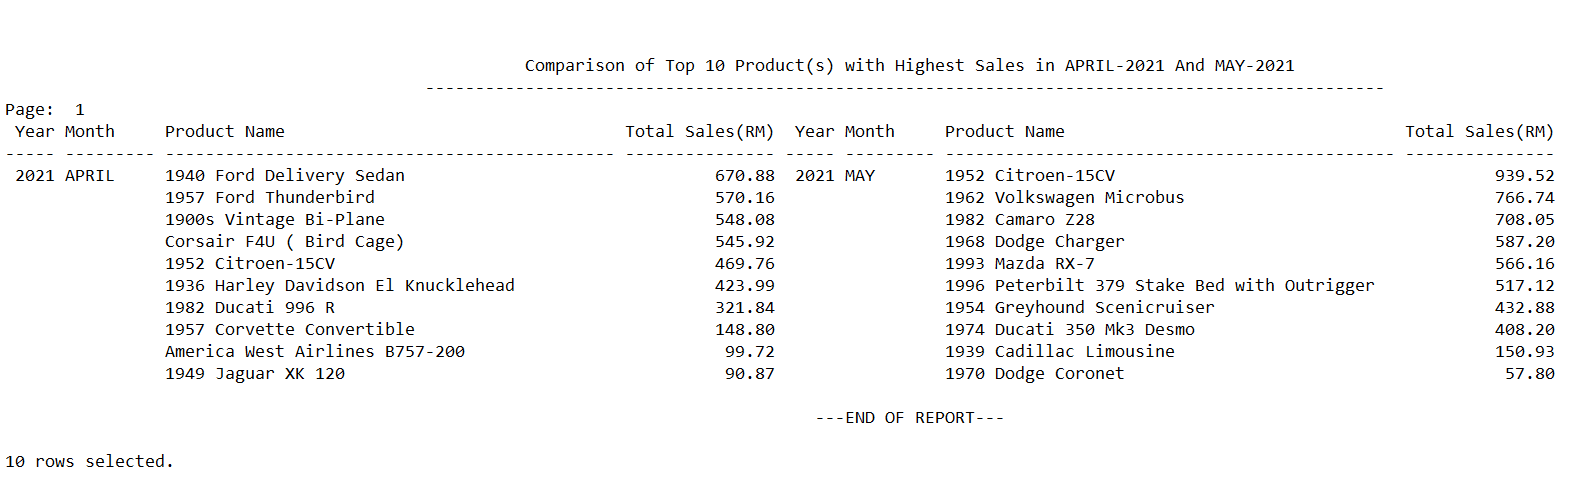 Comparison of Top 10 Product(s) with Highest Sales in APRIL-2021 And MAY-2021
------------------------------------------------------------------------------------------------
Page:  1
 Year Month     Product Name                                  Total Sales(RM)  Year Month     Product Name                                  Total Sales(RM)
----- --------- --------------------------------------------- --------------- ----- --------- --------------------------------------------- ---------------
 2021 APRIL     1940 Ford Delivery Sedan                               670.88  2021 MAY       1952 Citroen-15CV                                      939.52
                1957 Ford Thunderbird                                  570.16                 1962 Volkswagen Microbus                               766.74
                1900s Vintage Bi-Plane                                 548.08                 1982 Camaro Z28                                        708.05
                Corsair F4U ( Bird Cage)                               545.92                 1968 Dodge Charger                                     587.20
                1952 Citroen-15CV                                      469.76                 1993 Mazda RX-7                                        566.16
                1936 Harley Davidson El Knucklehead                    423.99                 1996 Peterbilt 379 Stake Bed with Outrigger            517.12
                1982 Ducati 996 R                                      321.84                 1954 Greyhound Scenicruiser                            432.88
                1957 Corvette Convertible                              148.80                 1974 Ducati 350 Mk3 Desmo                              408.20
                America West Airlines B757-200                          99.72                 1939 Cadillac Limousine                                150.93
                1949 Jaguar XK 120                                      90.87                 1970 Dodge Coronet                                      57.80
---END OF REPORT---
10 rows selected.